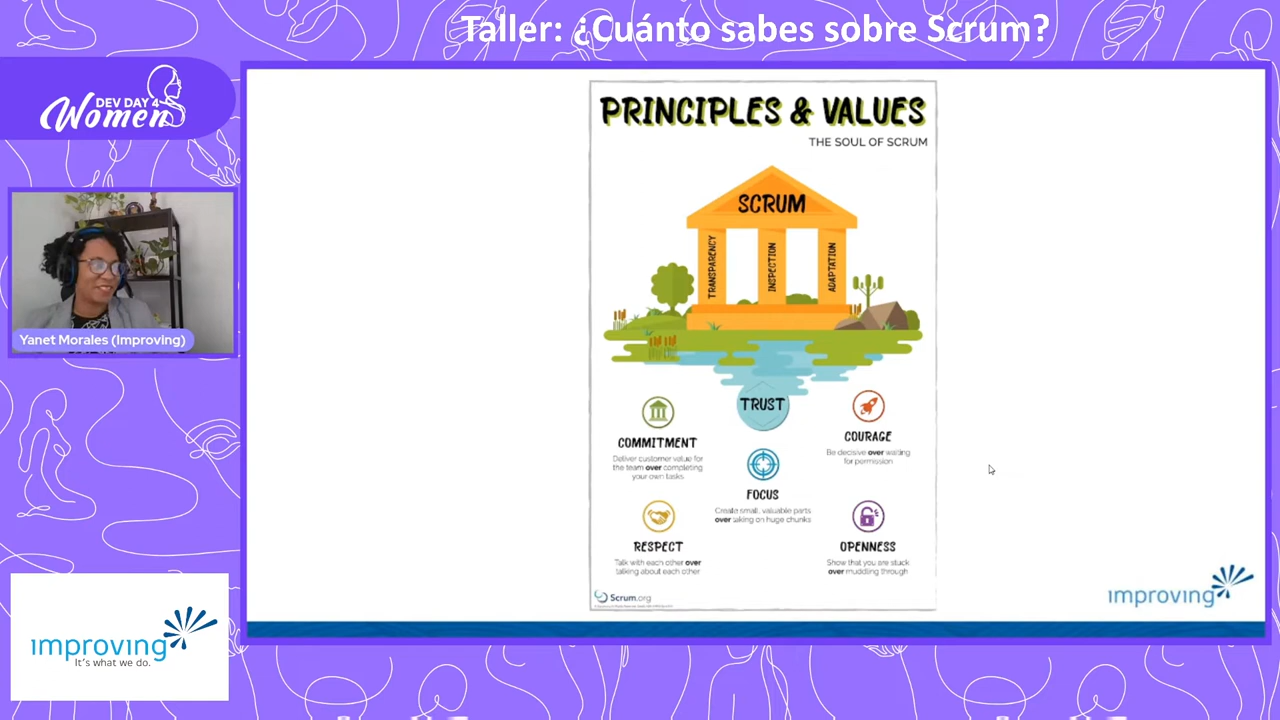 Taller: ¿Cuánto sabes sobre Scrum?
DEV DAY 4
Women
Yanet Morales (Improving)
improving
It's what we do.
PRINCIPLES & VALUES
THE SOUL OF SCRUM
SCRUM
TRANSPARENCY
INSPECTION
ADAPTATION
TRUST
COMMITMENT
Deliver customer value for
the team over completing
your own tasks
COURAGE
Be decisive over waiting
for permission
FOCUS
Create small, valuable parts
over taking on huge chunks
RESPECT
Talk with each other over
talking about each other
OPENNESS
Show that you are stuck
over muddling through
Scrum.org
improving